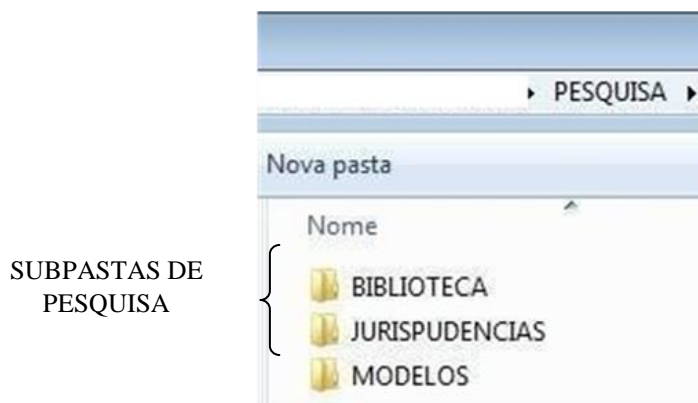 PESQUISA
Nova pasta
Nome
SUBPASTAS DE
PESQUISA
BIBLIOTECA
JURISPUDENCIAS
MODELOS